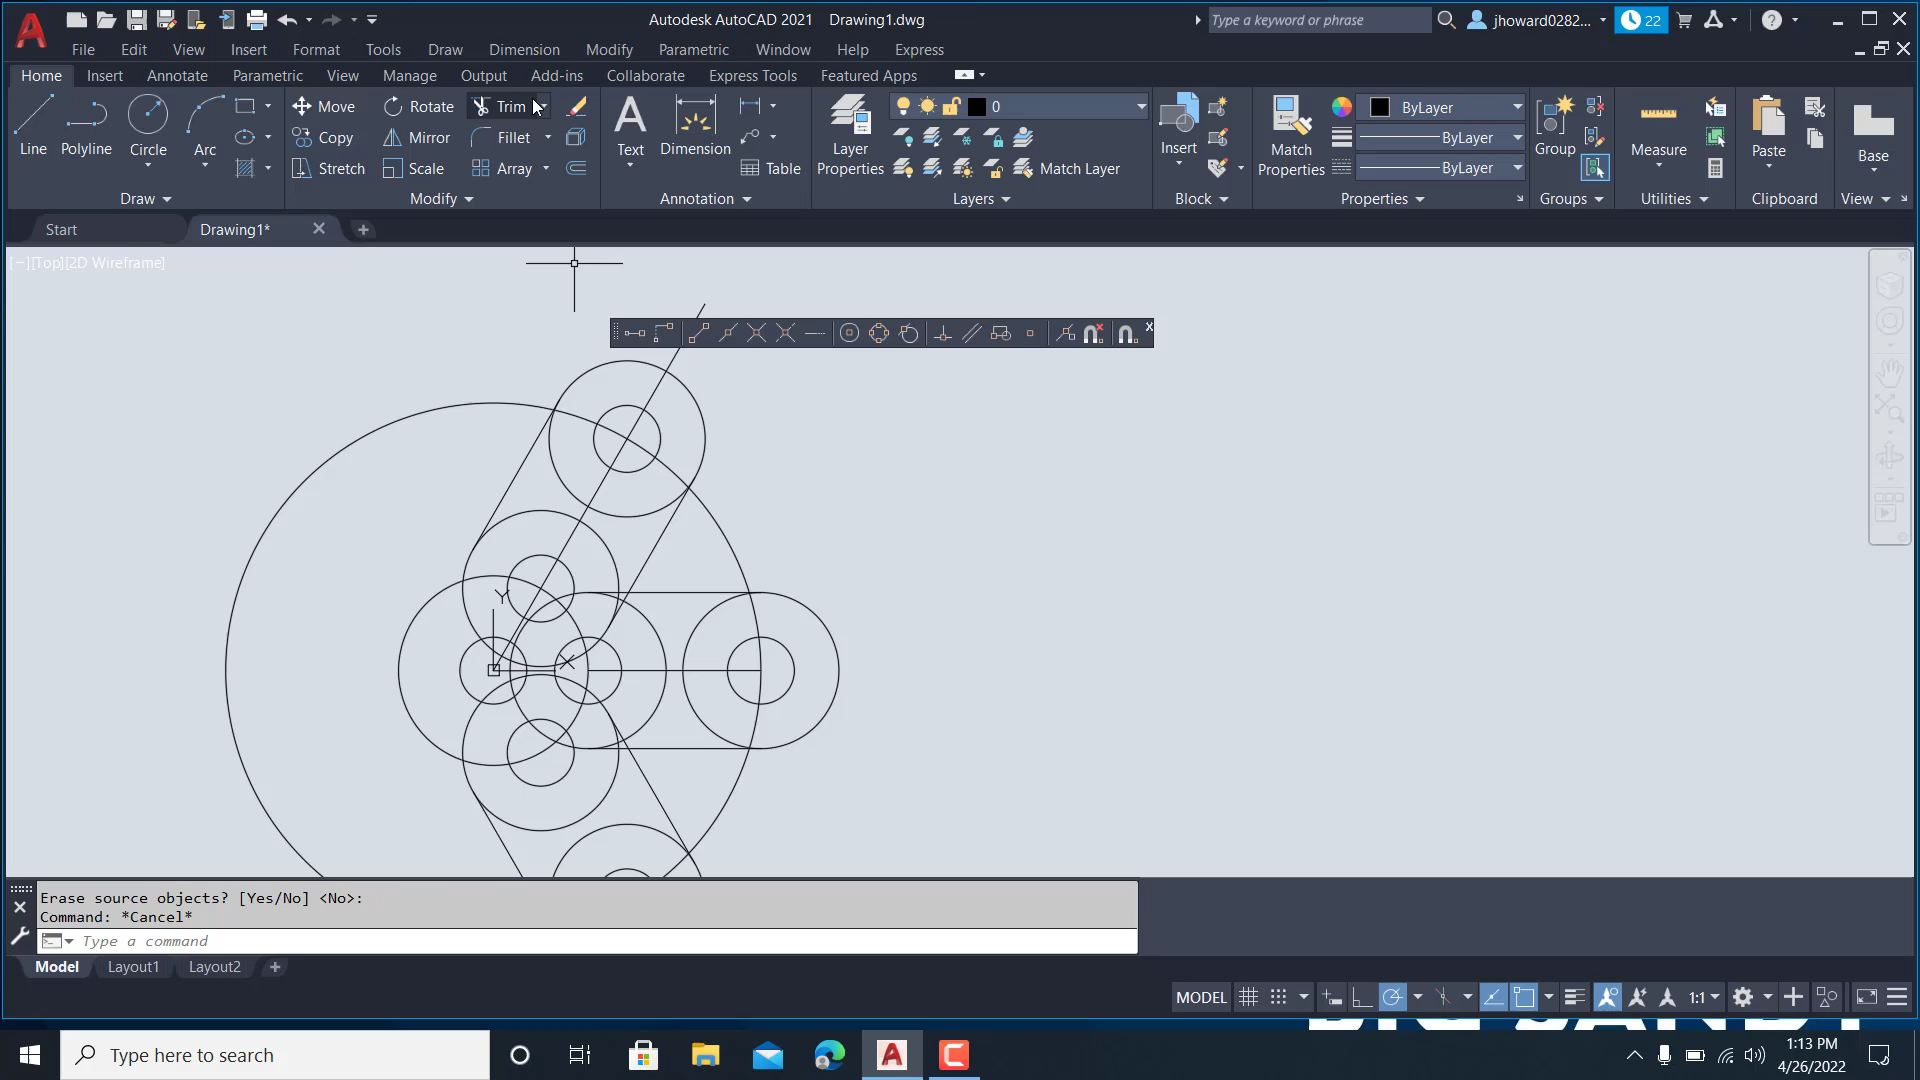 Autodesk AutoCAD 2021 Drawing1.dwg
Type a keyword or phrase
jhoward0282...
22
File Edit View Insert Format Tools Draw Dimension Modify Parametric Window Help Express
Home Insert Annotate Parametric View Manage Output Add-ins Collaborate Express Tools Featured Apps
Line Polyline Circle Arc
Move Rotate Trim
Copy Mirror Fillet
Stretch Scale Array
Text Dimension Table
Layer Properties
0
Match Layer
Insert
Match Properties
ByLayer
ByLayer
ByLayer
Group
Measure
Paste
Base
Draw Modify Annotation Layers Block Properties Groups Utilities Clipboard View
Start Drawing1*
[−][Top][2D Wireframe]
Y
X
Erase source objects? [Yes/No] <No>:
Command: *Cancel*
Type a command
Model Layout1 Layout2
MODEL 1:1
Type here to search
1:13 PM
4/26/2022